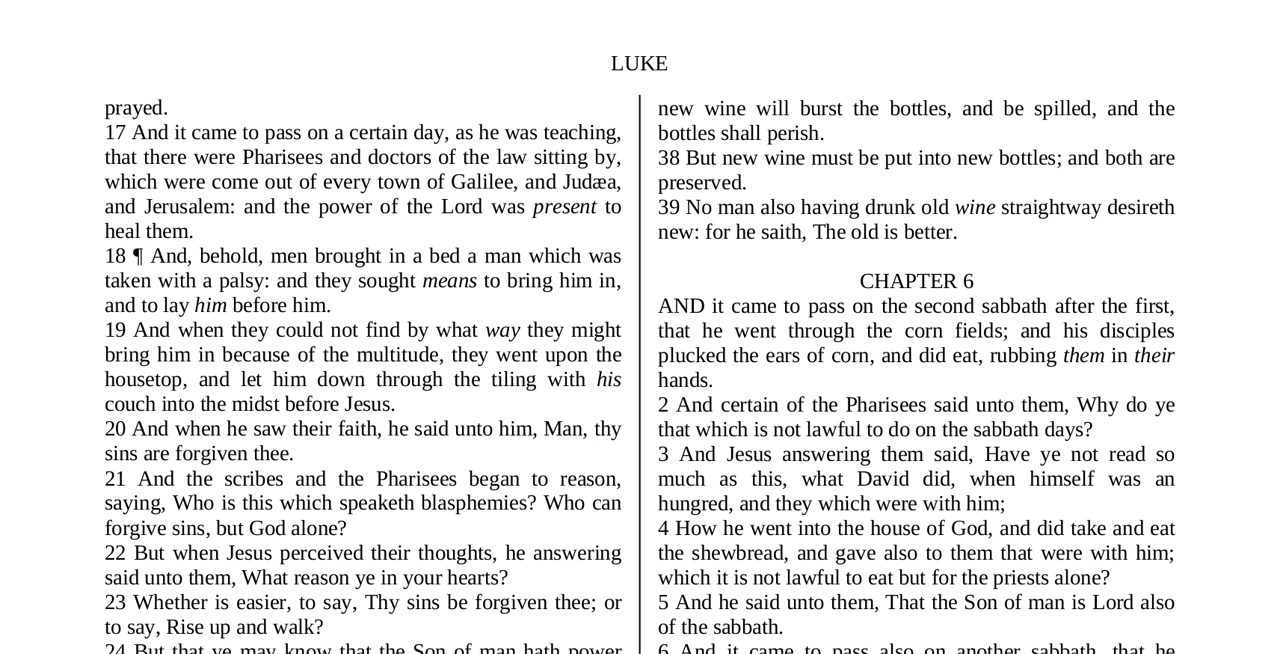 LUKE
prayed.
17 And it came to pass on a certain day, as he was teaching,
that there were Pharisees and doctors of the law sitting by,
which were come out of every town of Galilee, and Judæa,
and Jerusalem: and the power of the Lord was present to
heal them.
18 ¶ And, behold, men brought in a bed a man which was
taken with a palsy: and they sought means to bring him in,
and to lay him before him.
19 And when they could not find by what way they might
bring him in because of the multitude, they went upon the
housetop, and let him down through the tiling with his
couch into the midst before Jesus.
20 And when he saw their faith, he said unto him, Man, thy
sins are forgiven thee.
21 And the scribes and the Pharisees began to reason,
saying, Who is this which speaketh blasphemies? Who can
forgive sins, but God alone?
22 But when Jesus perceived their thoughts, he answering
said unto them, What reason ye in your hearts?
23 Whether is easier, to say, Thy sins be forgiven thee; or
to say, Rise up and walk?
24 But that ye may know that the Son of man hath power
new wine will burst the bottles, and be spilled, and the
bottles shall perish.
38 But new wine must be put into new bottles; and both are
preserved.
39 No man also having drunk old wine straightway desireth
new: for he saith, The old is better.
CHAPTER 6
AND it came to pass on the second sabbath after the first,
that he went through the corn fields; and his disciples
plucked the ears of corn, and did eat, rubbing them in their
hands.
2 And certain of the Pharisees said unto them, Why do ye
that which is not lawful to do on the sabbath days?
3 And Jesus answering them said, Have ye not read so
much as this, what David did, when himself was an
hungred, and they which were with him;
4 How he went into the house of God, and did take and eat
the shewbread, and gave also to them that were with him;
which it is not lawful to eat but for the priests alone?
5 And he said unto them, That the Son of man is Lord also
of the sabbath.
6 And it came to pass also on another sabbath, that he